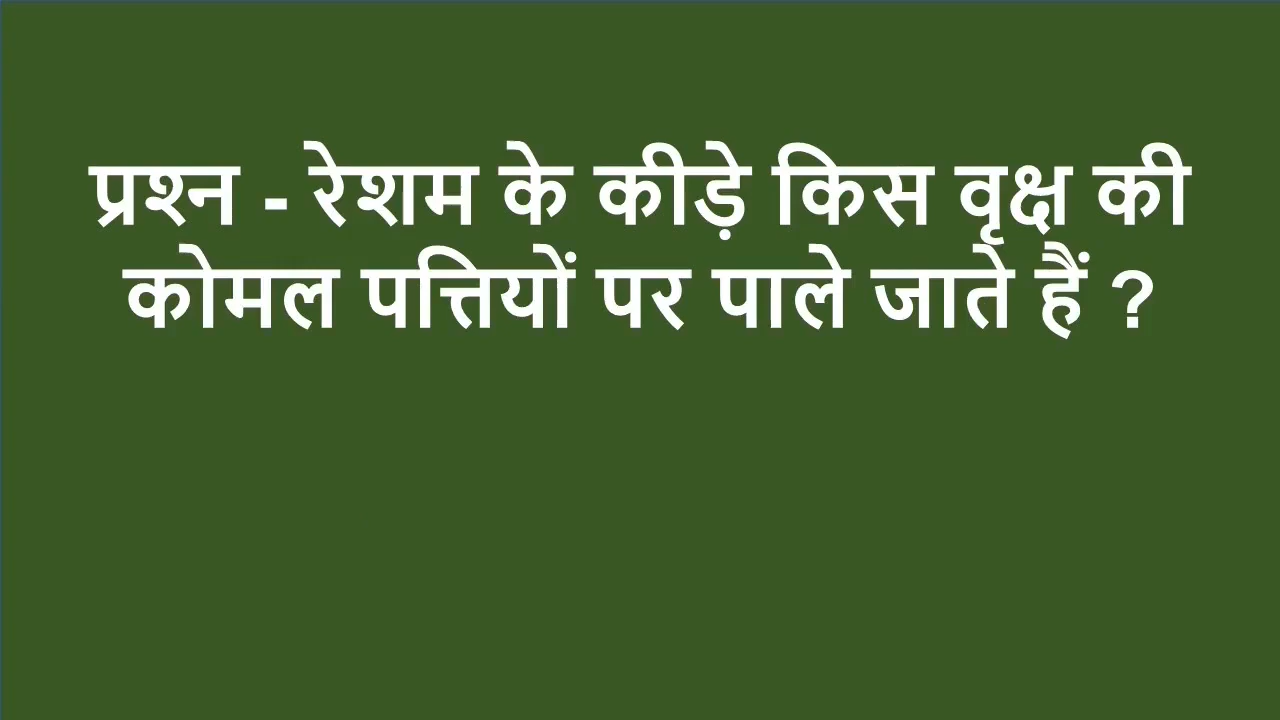 प्रश्न - रेशम के कीड़े किस वृक्ष की
कोमल पत्तियों पर पाले जाते हैं ?